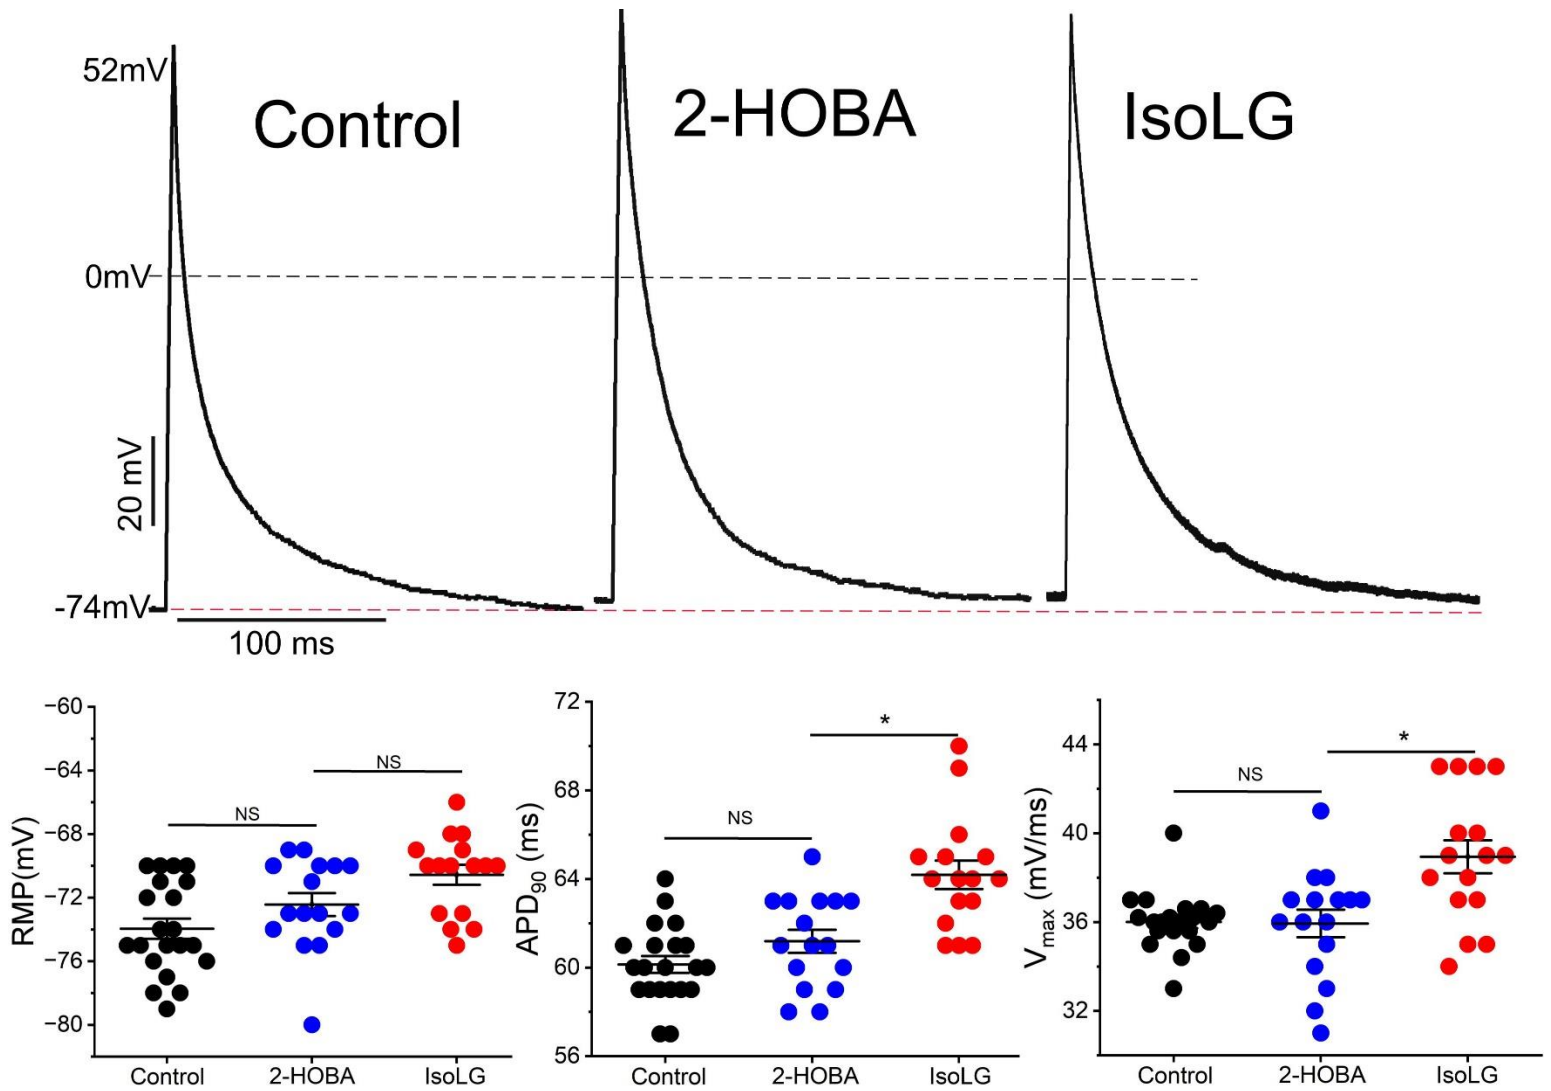 52mV
Control
2-HOBA
IsoLG
0mV
20 mV
-74mV
100 ms
−60
−64
−68
−72
−76
−80
RMP(mV)
NS
NS
Control
2-HOBA
IsoLG
72
68
64
60
56
APD90 (ms)
NS
*
Control
2-HOBA
IsoLG
44
40
36
32
Vmax (mV/ms)
NS
*
Control
2-HOBA
IsoLG